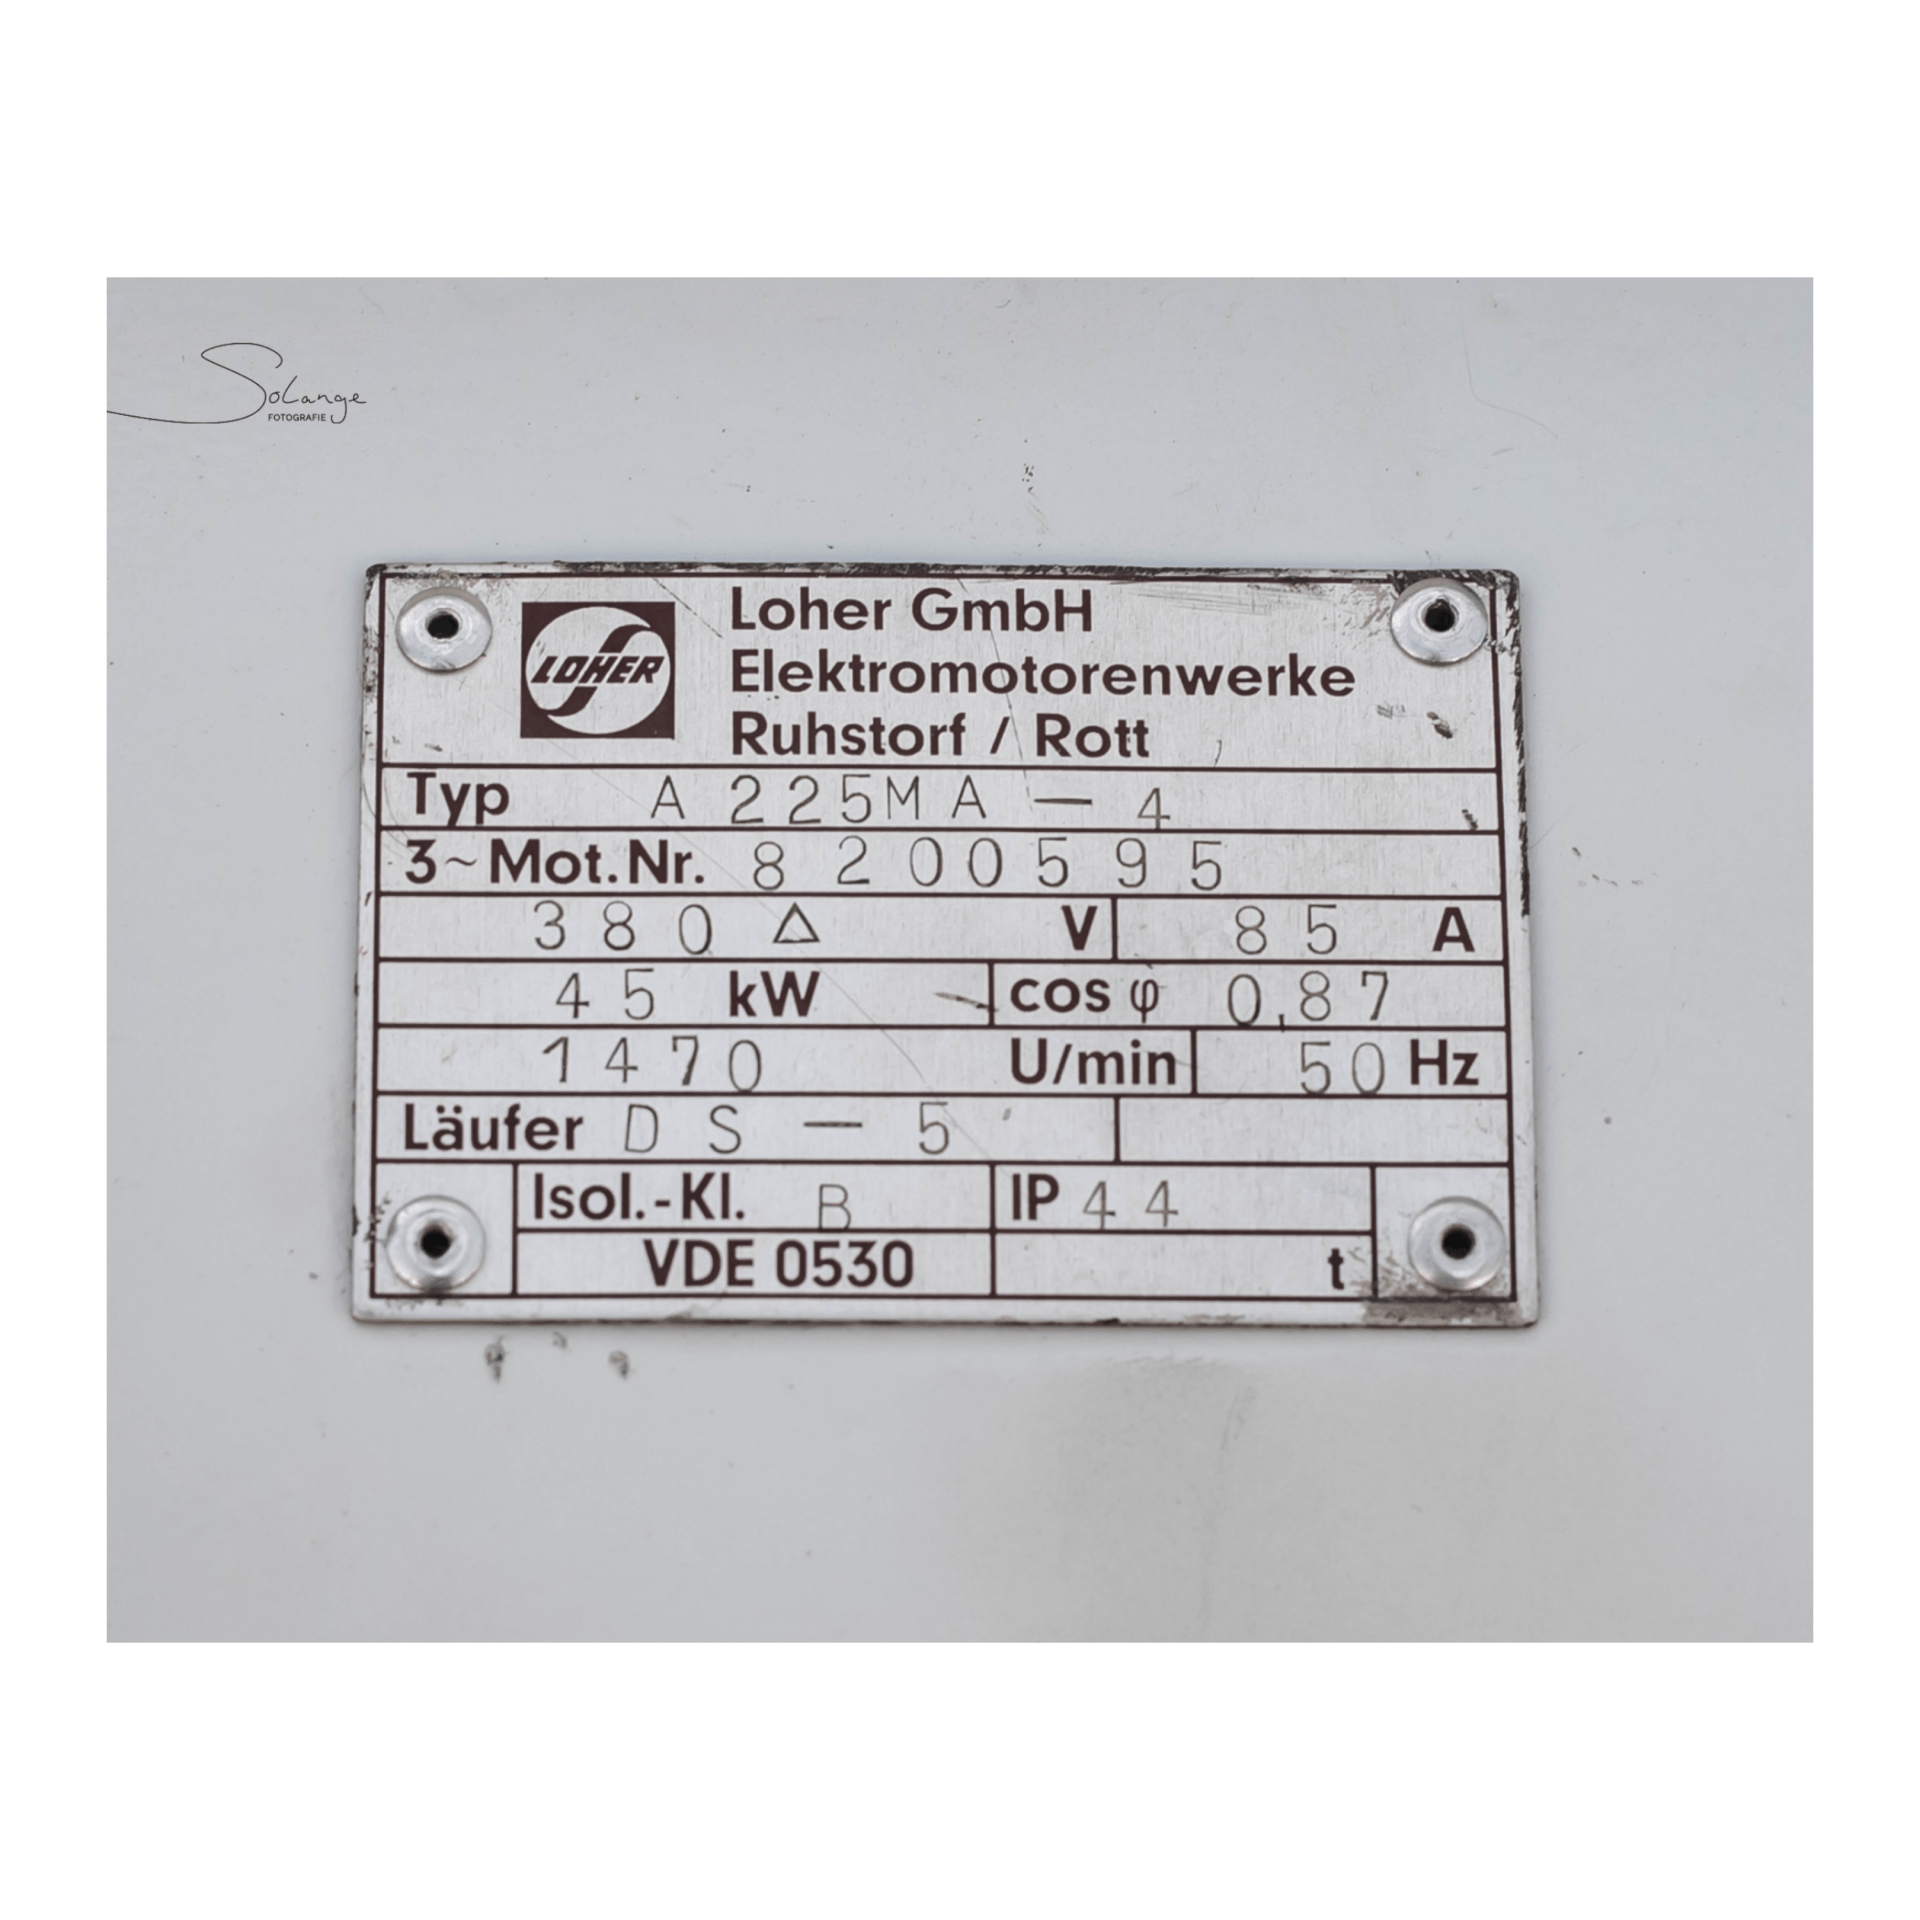 Solange
FOTOGRAFIE
LOHER
Loher GmbH
Elektromotorenwerke
Ruhstorf / Rott
Typ A 225MA - 4
3~Mot.Nr. 8200595
380 △ V 85 A
45 kW cos φ 0,87
1470 U/min 50 Hz
Läufer DS - 5
Isol.-Kl. B IP 44
VDE 0530 t